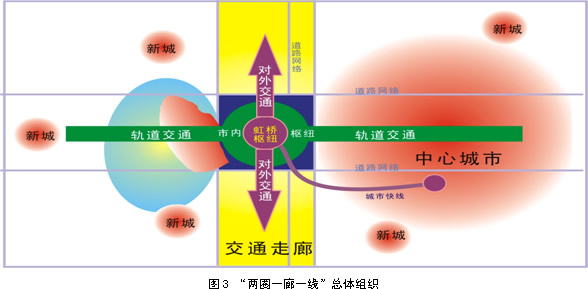 新城
新城
道路网络
对外交通
道路网络
新城
轨道交通
市内
虹桥
枢纽
枢纽
轨道交通
中心城市
对外交通
道路网络
城市快线
新城
新城
交通走廊
图3 “两圈一廊一线”总体组织